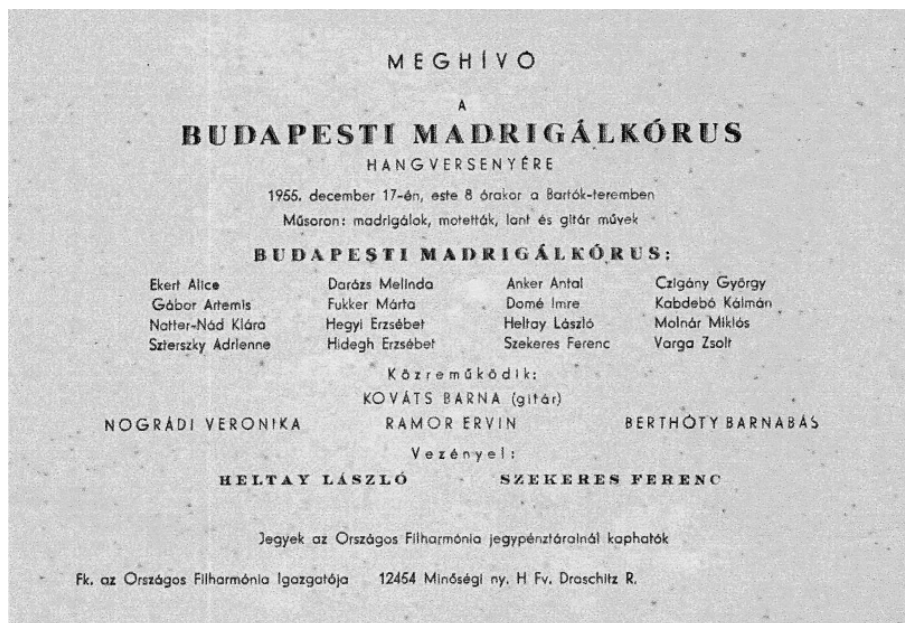 MEGHÍVÓ
A
BUDAPESTI MADRIGÁLKÓRUS
HANGVERSENYÉRE
1955. december 17-én, este 8 órakor a Bartók-teremben
Műsoron: madrigálok, motetták, lant és gitár művek
BUDAPESTI MADRIGÁLKÓRUS:
Ekert Alice Darázs Melinda Anker Antal Czigány György
Gábor Artemis Fukker Márta Domé Imre Kabdebó Kálmán
Natter-Nád Klára Hegyi Erzsébet Heltay László Molnár Miklós
Szterszky Adrienne Hidegh Erzsébet Szekeres Ferenc Varga Zsolt
Közreműködik:
KOVÁTS BARNA (gitár)
NOGRÁDI VERONIKA RAMOR ERVIN BERTHÓTY BARNABÁS
Vezényel:
HELTAY LÁSZLÓ SZEKERES FERENC
Jegyek az Országos Filharmónia jegypénztárainál kaphatók
Fk. az Országos Filharmónia Igazgatója 12454 Minőségi ny. H Fv. Draschitz R.